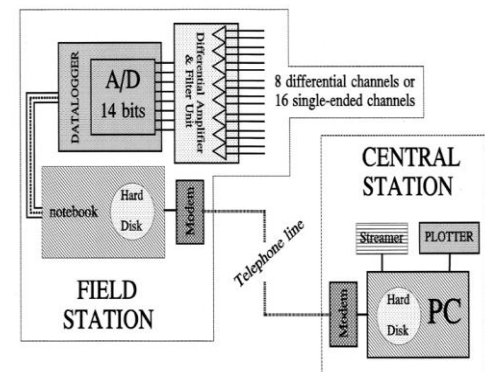 DATALOGGER
A/D
14 bits
Differential Amplifier
& Filter Unit
8 differential channels or
16 single-ended channels
notebook
Hard
Disk
Modem
FIELD
STATION
Telephone line
CENTRAL
STATION
Streamer
PLOTTER
Modem
Hard
Disk
PC